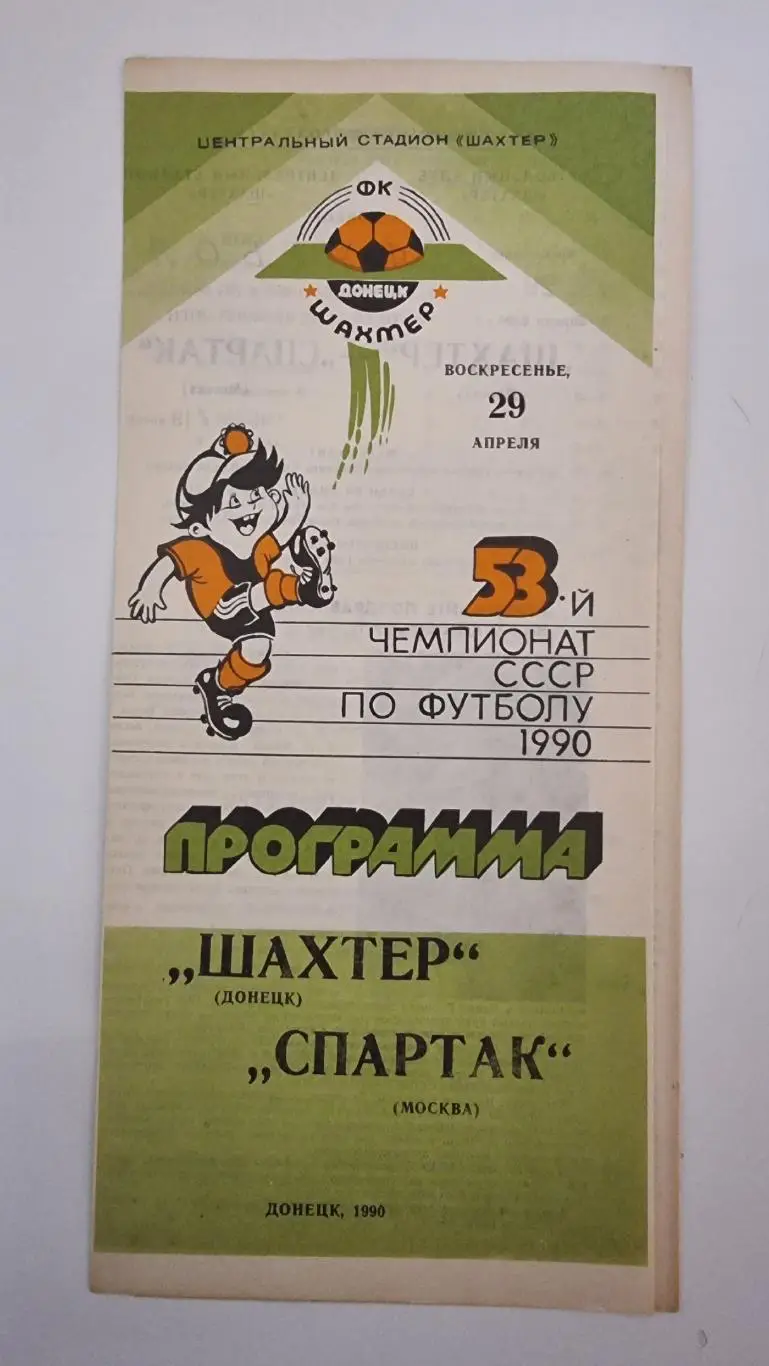 ЦЕНТРАЛЬНЫЙ СТАДИОН «ШАХТЕР»
ФК
ДОНЕЦК
ШАХТЕР
ВОСКРЕСЕНЬЕ,
29
АПРЕЛЯ
53-й
ЧЕМПИОНАТ
СССР
ПО ФУТБОЛУ
1990
ПРОГРАММА
„ШАХТЕР“
(ДОНЕЦК)
„СПАРТАК“
(МОСКВА)
ДОНЕЦК, 1990